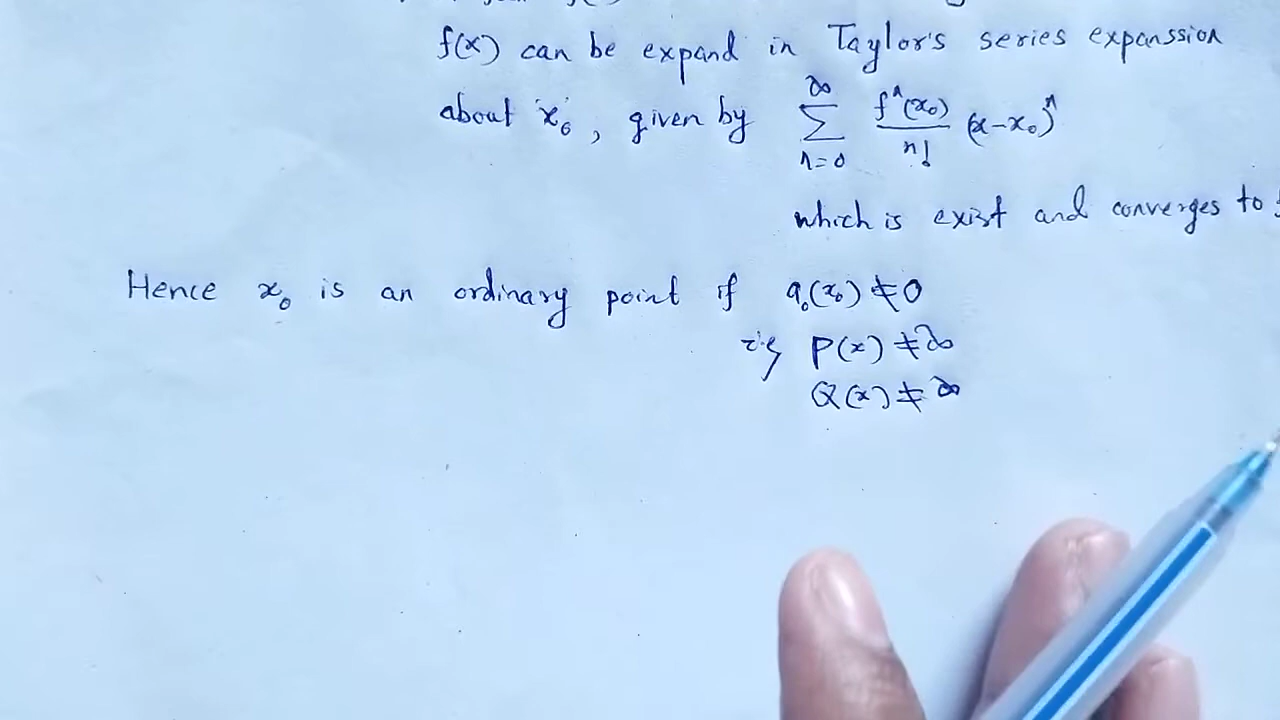 f(x) can be expand in Taylor's series expanssion
about x₀, given by ∑_{n=0}^{∞} fⁿ(x₀)/n! (x-x₀)ⁿ
which is exist and converges to
Hence x₀ is an ordinary point if a₀(x₀) ≠ 0
i.e., P(x) ≠ ∞
Q(x) ≠ ∞